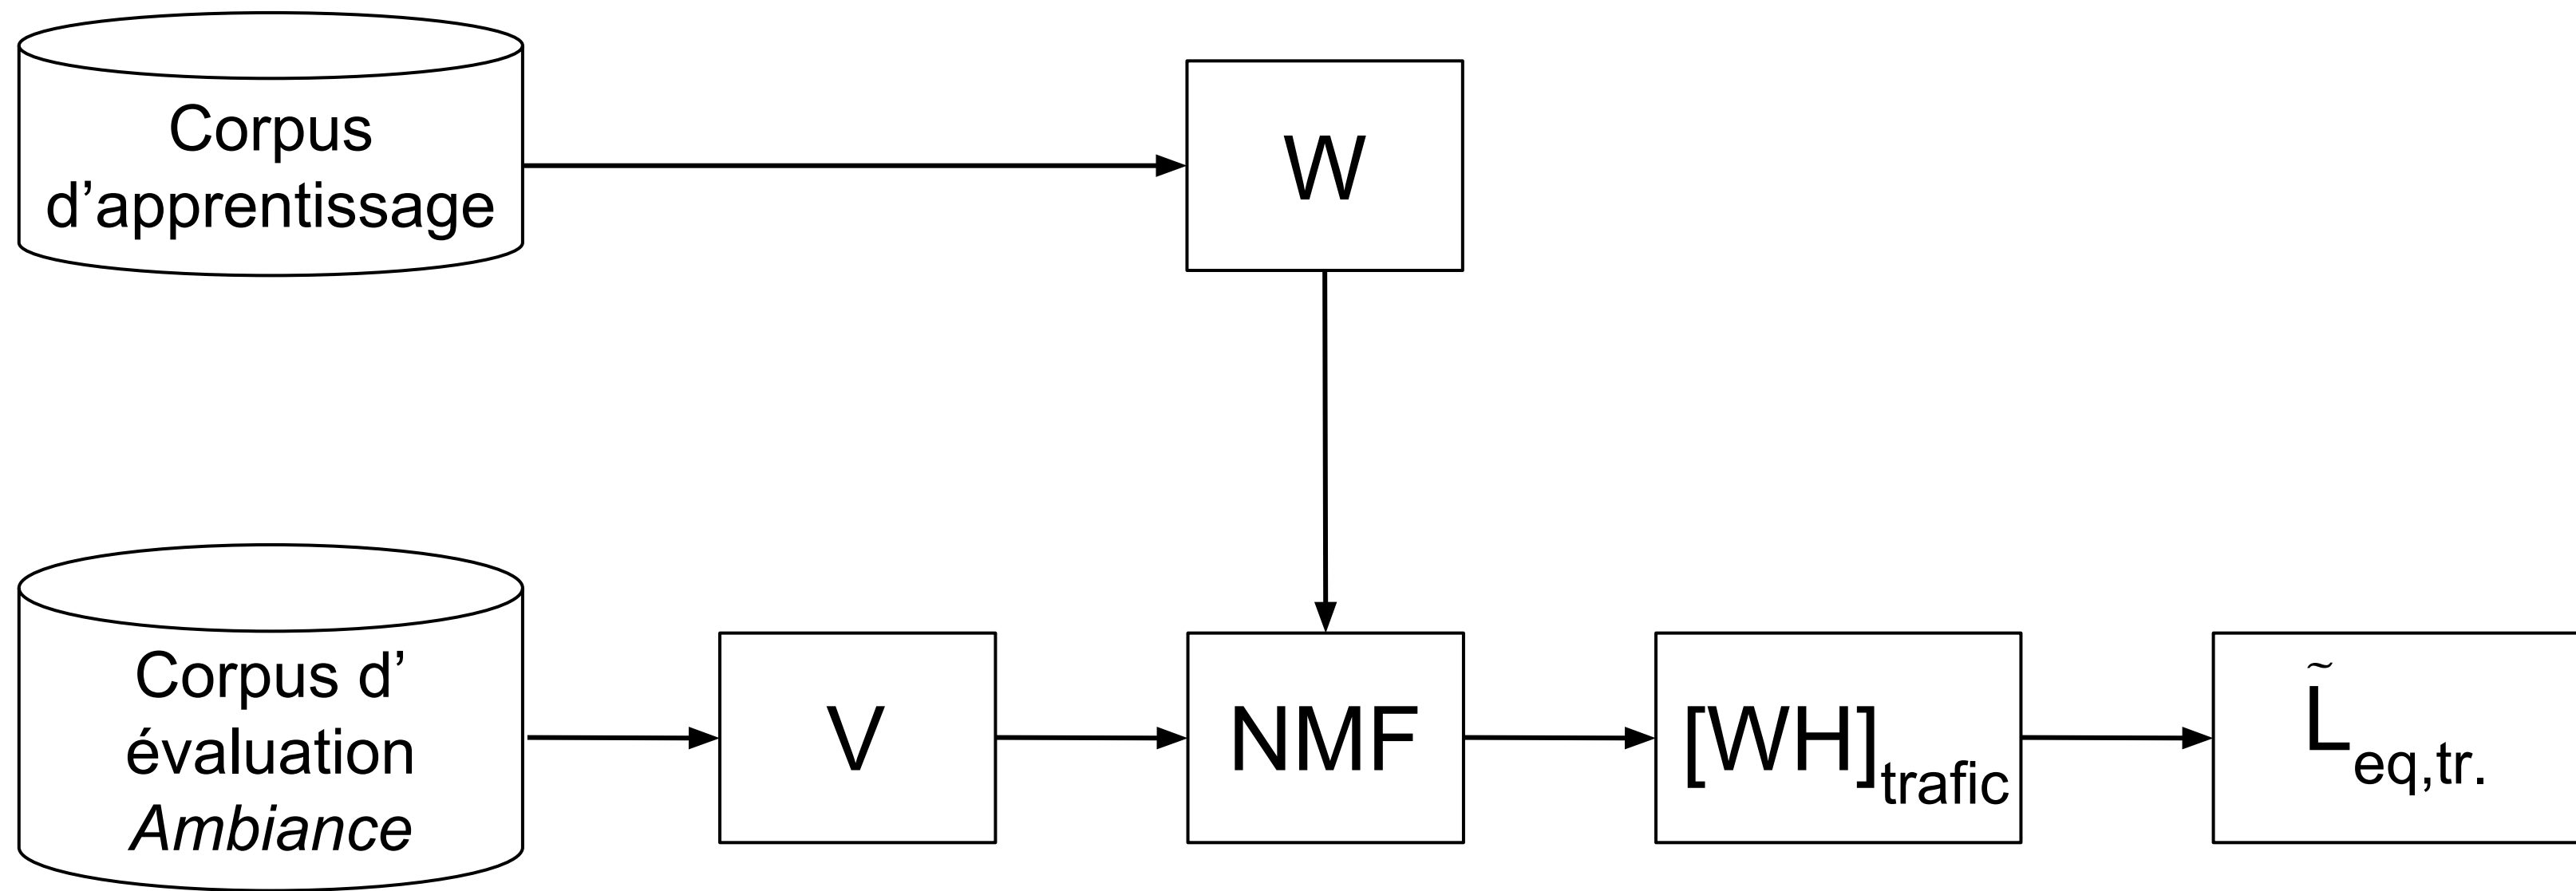 Corpus
d’apprentissage
W
Corpus d’
évaluation
Ambiance
V
NMF
[WH]trafic
L̃eq,tr.